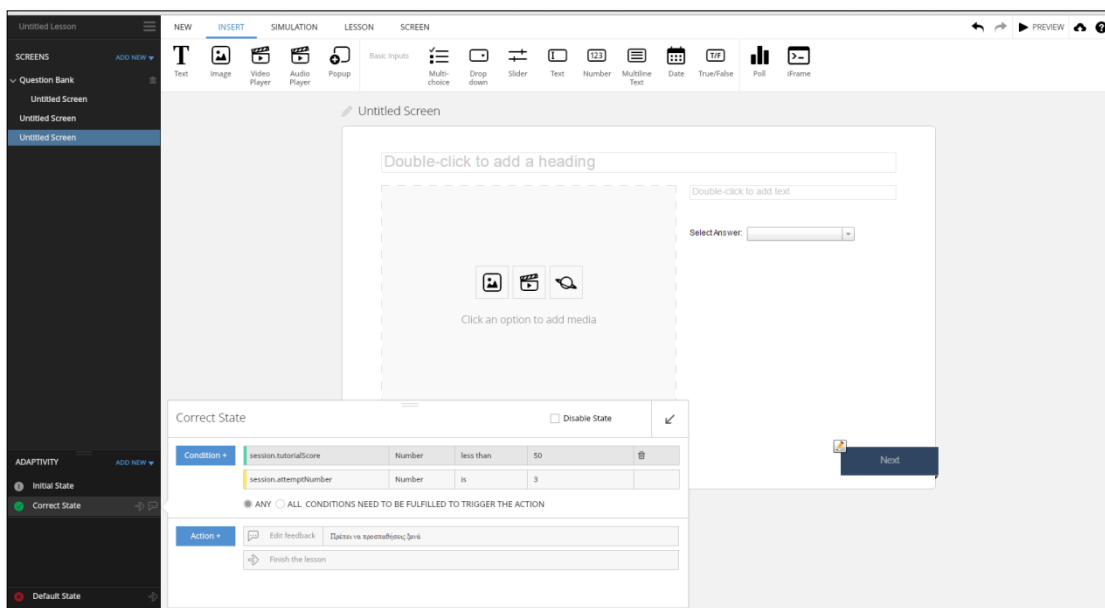 Untitled Lesson
NEW INSERT SIMULATION LESSON SCREEN
PREVIEW
SCREENS ADD NEW
Question Bank
Untitled Screen
Untitled Screen
Untitled Screen
Text Image Video Player Audio Player Popup Basic Inputs Multi-choice Drop down Slider Text Number Multiline Text Date True/False Poll iFrame
123
T/F
Untitled Screen
Double-click to add a heading
Double-click to add text
Select Answer:
Click an option to add media
Next
ADAPTIVITY ADD NEW
Initial State
Correct State
Default State
Correct State Disable State
Condition + session.tutorialScore Number less than 50
session.attemptNumber Number is 3
ANY ALL CONDITIONS NEED TO BE FULFILLED TO TRIGGER THE ACTION
Action + Edit feedback Πρέπει να προσπαθήσεις ξανά
Finish the lesson